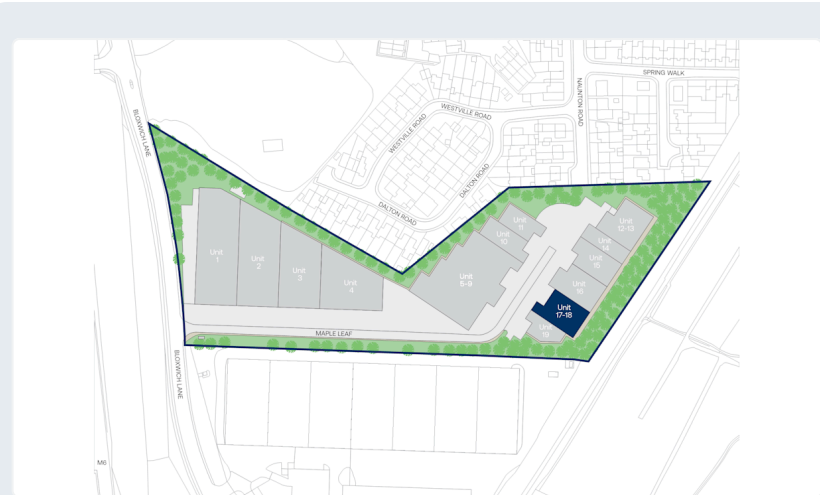 SPRING WALK
NAUNTON ROAD
WESTVILLE ROAD
WESTVILLE ROAD
BLOXWICH LANE
DALTON ROAD
DALTON ROAD
Unit
11
Unit
12-13
Unit
10
Unit
14
Unit
1
Unit
2
Unit
15
Unit
3
Unit
4
Unit
5-9
Unit
16
Unit
17-18
Unit
19
MAPLE LEAF
BLOXWICH LANE
M6